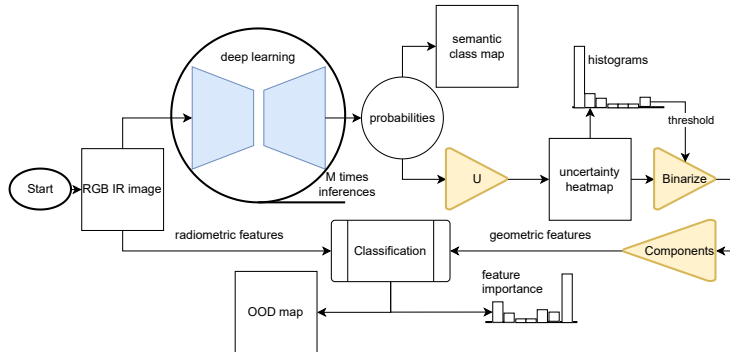 semantic
class map
deep learning
histograms
probabilities
threshold
Start
RGB IR image
M times
inferences
U
uncertainty
heatmap
Binarize
radiometric features
Classification
geometric features
Components
OOD map
feature
importance